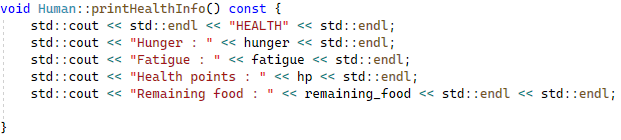 void Human::printHealthInfo() const {
    std::cout << std::endl << "HEALTH" << std::endl;
    std::cout << "Hunger : " << hunger << std::endl;
    std::cout << "Fatigue : " << fatigue << std::endl;
    std::cout << "Health points : " << hp << std::endl;
    std::cout << "Remaining food : " << remaining_food << std::endl << std::endl;
}